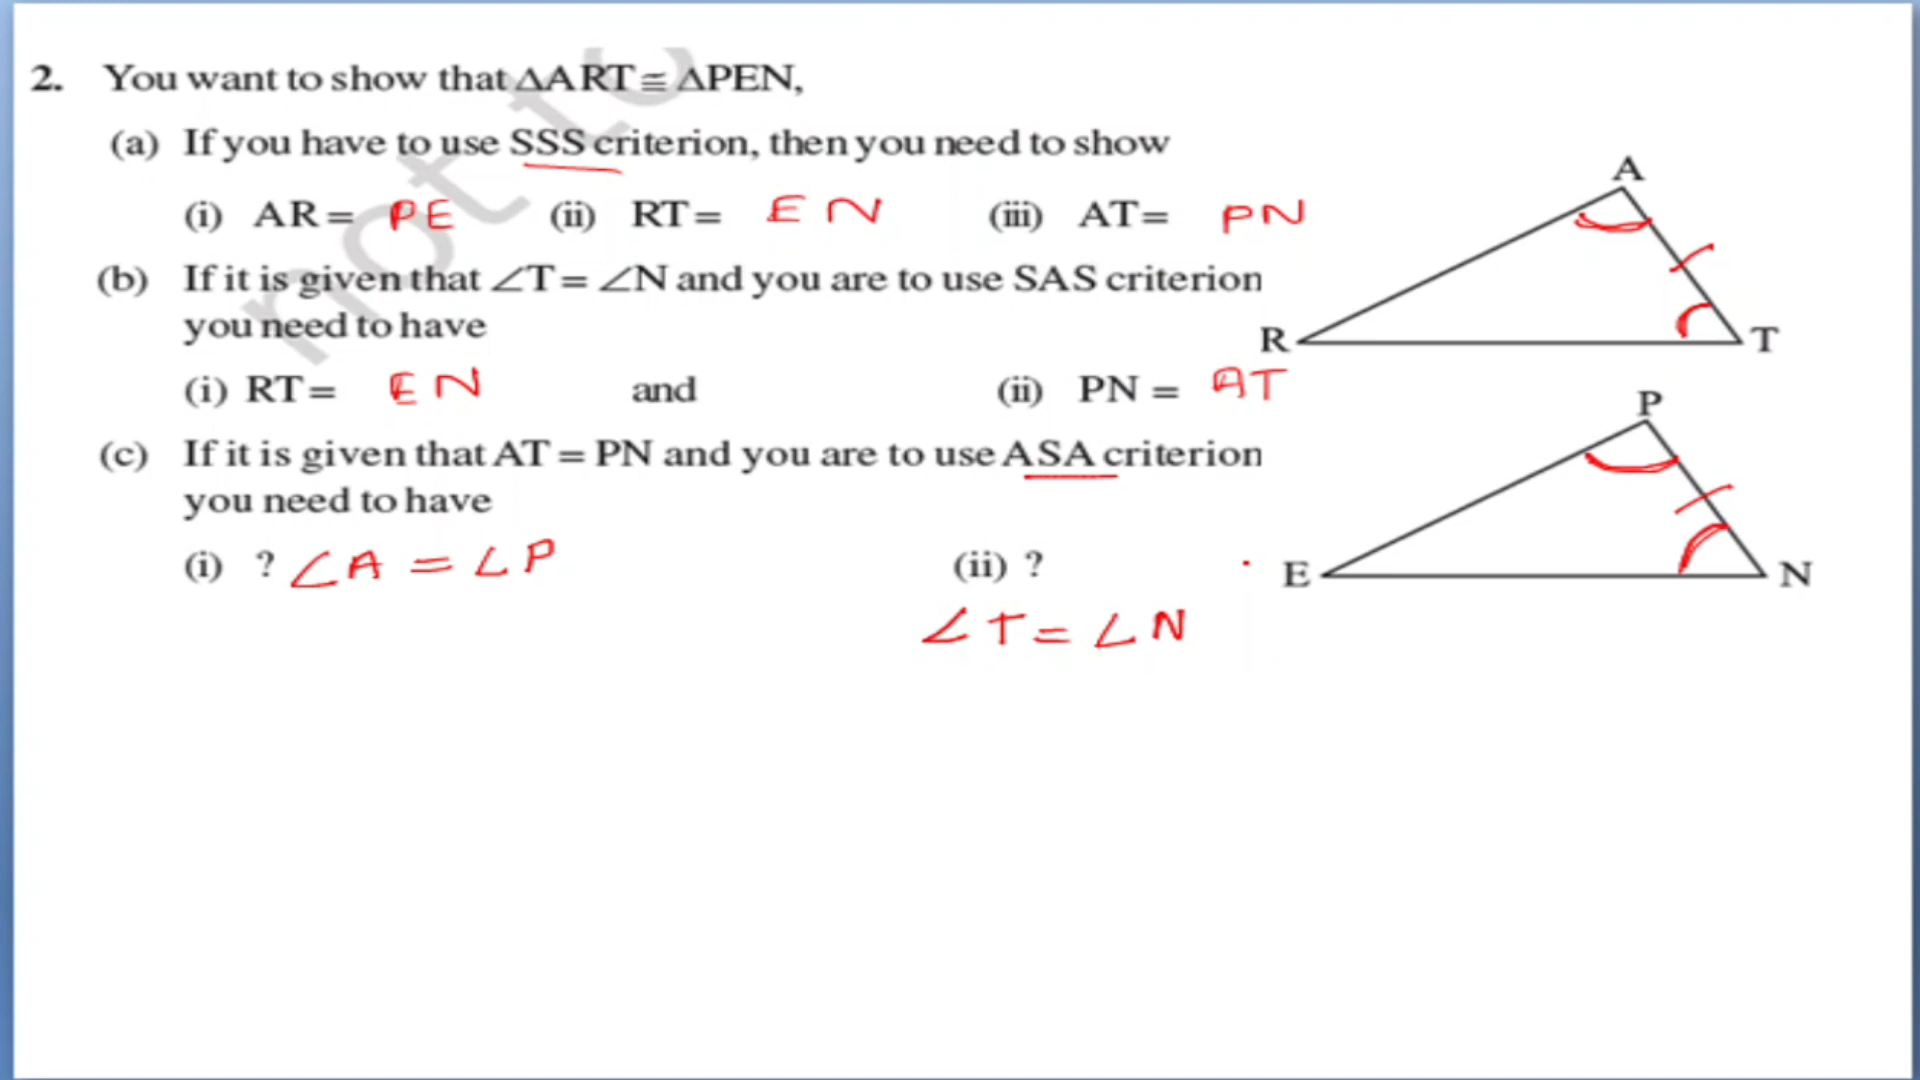 2. You want to show that ΔART ≅ ΔPEN,
(a) If you have to use SSS criterion, then you need to show
(i) AR = PE (ii) RT = EN (iii) AT = PN
(b) If it is given that ∠T = ∠N and you are to use SAS criterion
you need to have
(i) RT = EN and (ii) PN = AT
(c) If it is given that AT = PN and you are to use ASA criterion
you need to have
(i) ? ∠A = ∠P (ii) ?
∠T = ∠N
A
R T
P
E N
not to